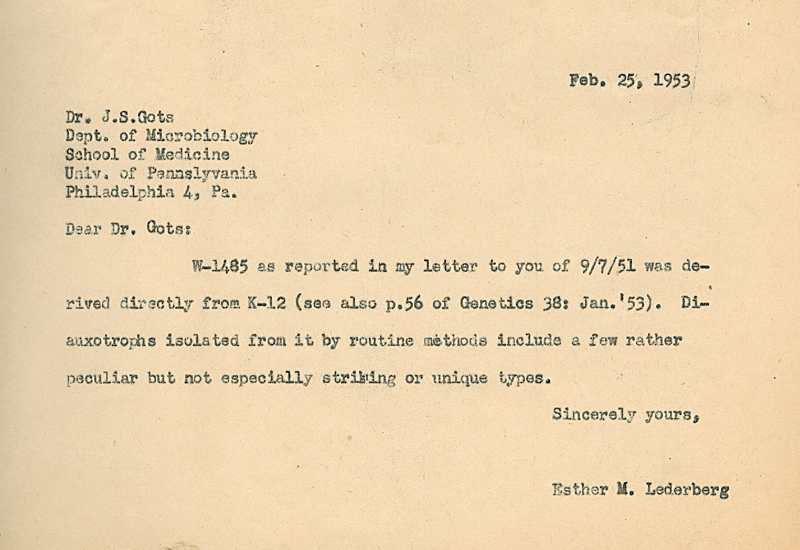 Feb. 25, 1953
Dr. J.S.Gots
Dept. of Microbiology
School of Medicine
Univ. of Pennslyvania
Philadelphia 4, Pa.
Dear Dr. Gots:
W-1485 as reported in my letter to you of 9/7/51 was de-
rived directly from K-12 (see also p.56 of Genetics 38: Jan.'53). Di-
auxotrophs isolated from it by routine methods include a few rather
peculiar but not especially striking or unique types.
Sincerely yours,
Esther M. Lederberg